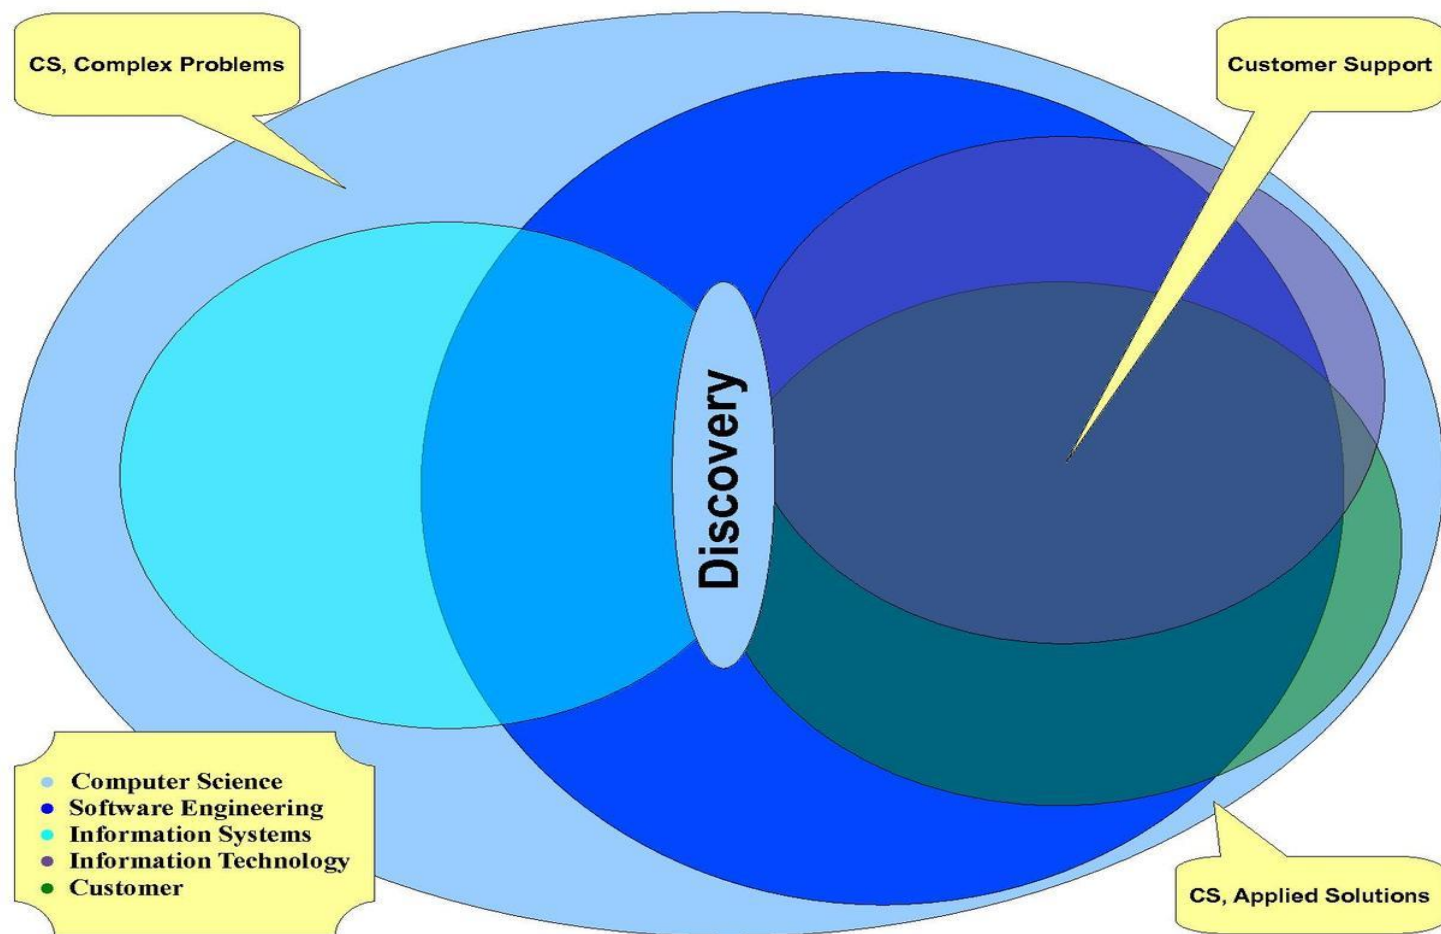 CS, Complex Problems
Customer Support
Discovery
Computer Science
Software Engineering
Information Systems
Information Technology
Customer
CS, Applied Solutions